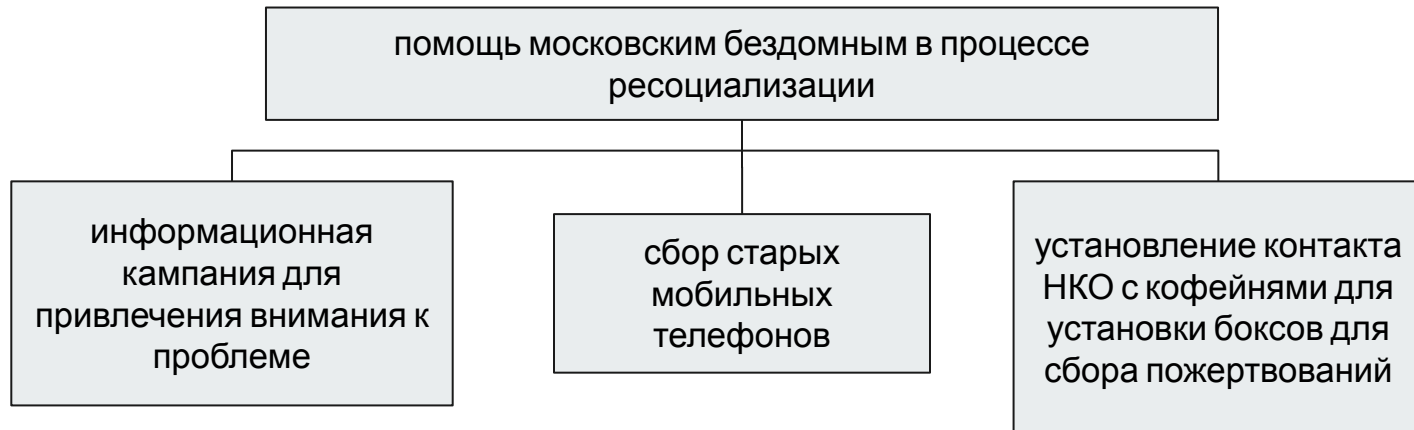 помощь московским бездомным в процессе
ресоциализации
информационная
кампания для
привлечения внимания к
проблеме
сбор старых
мобильных
телефонов
установление контакта
НКО с кофейнями для
установки боксов для
сбора пожертвований